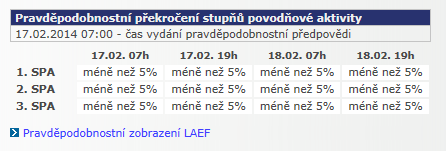 Pravděpodobnostní překročení stupňů povodňové aktivity
17.02.2014 07:00 - čas vydání pravděpodobnostní předpovědi
17.02. 07h 17.02. 19h 18.02. 07h 18.02. 19h
1. SPA méně než 5% méně než 5% méně než 5% méně než 5%
2. SPA méně než 5% méně než 5% méně než 5% méně než 5%
3. SPA méně než 5% méně než 5% méně než 5% méně než 5%
Pravděpodobnostní zobrazení LAEF